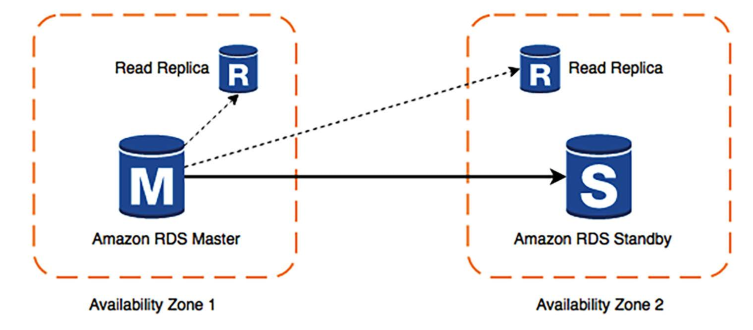 Read Replica
R
R
Read Replica
M
S
Amazon RDS Master
Amazon RDS Standby
Availability Zone 1
Availability Zone 2